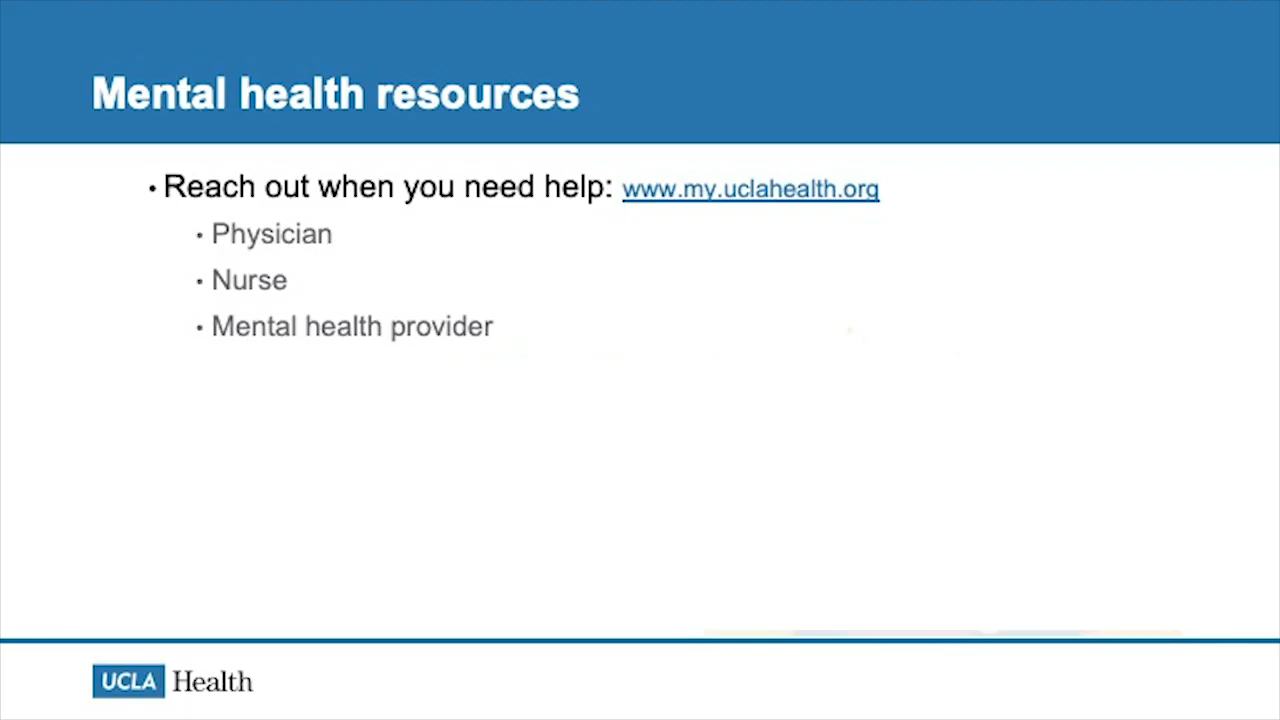 Mental health resources
• Reach out when you need help: www.my.uclahealth.org
• Physician
• Nurse
• Mental health provider
UCLA Health